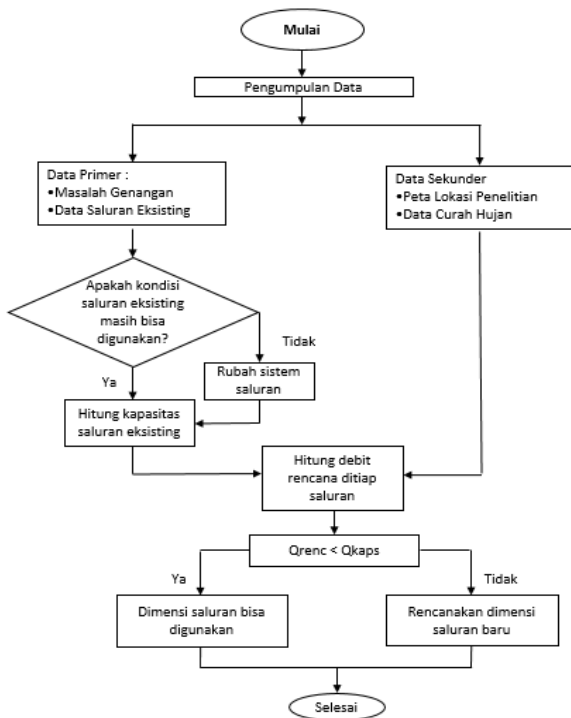 Mulai
Pengumpulan Data
Data Primer :
•Masalah Genangan
•Data Saluran Eksisting
Data Sekunder
•Peta Lokasi Penelitian
•Data Curah Hujan
Apakah kondisi
saluran eksisting
masih bisa
digunakan?
Tidak
Rubah sistem
saluran
Ya
Hitung kapasitas
saluran eksisting
Hitung debit
rencana ditiap
saluran
Qrenc < Qkaps
Ya
Tidak
Dimensi saluran bisa
digunakan
Rencanakan dimensi
saluran baru
Selesai